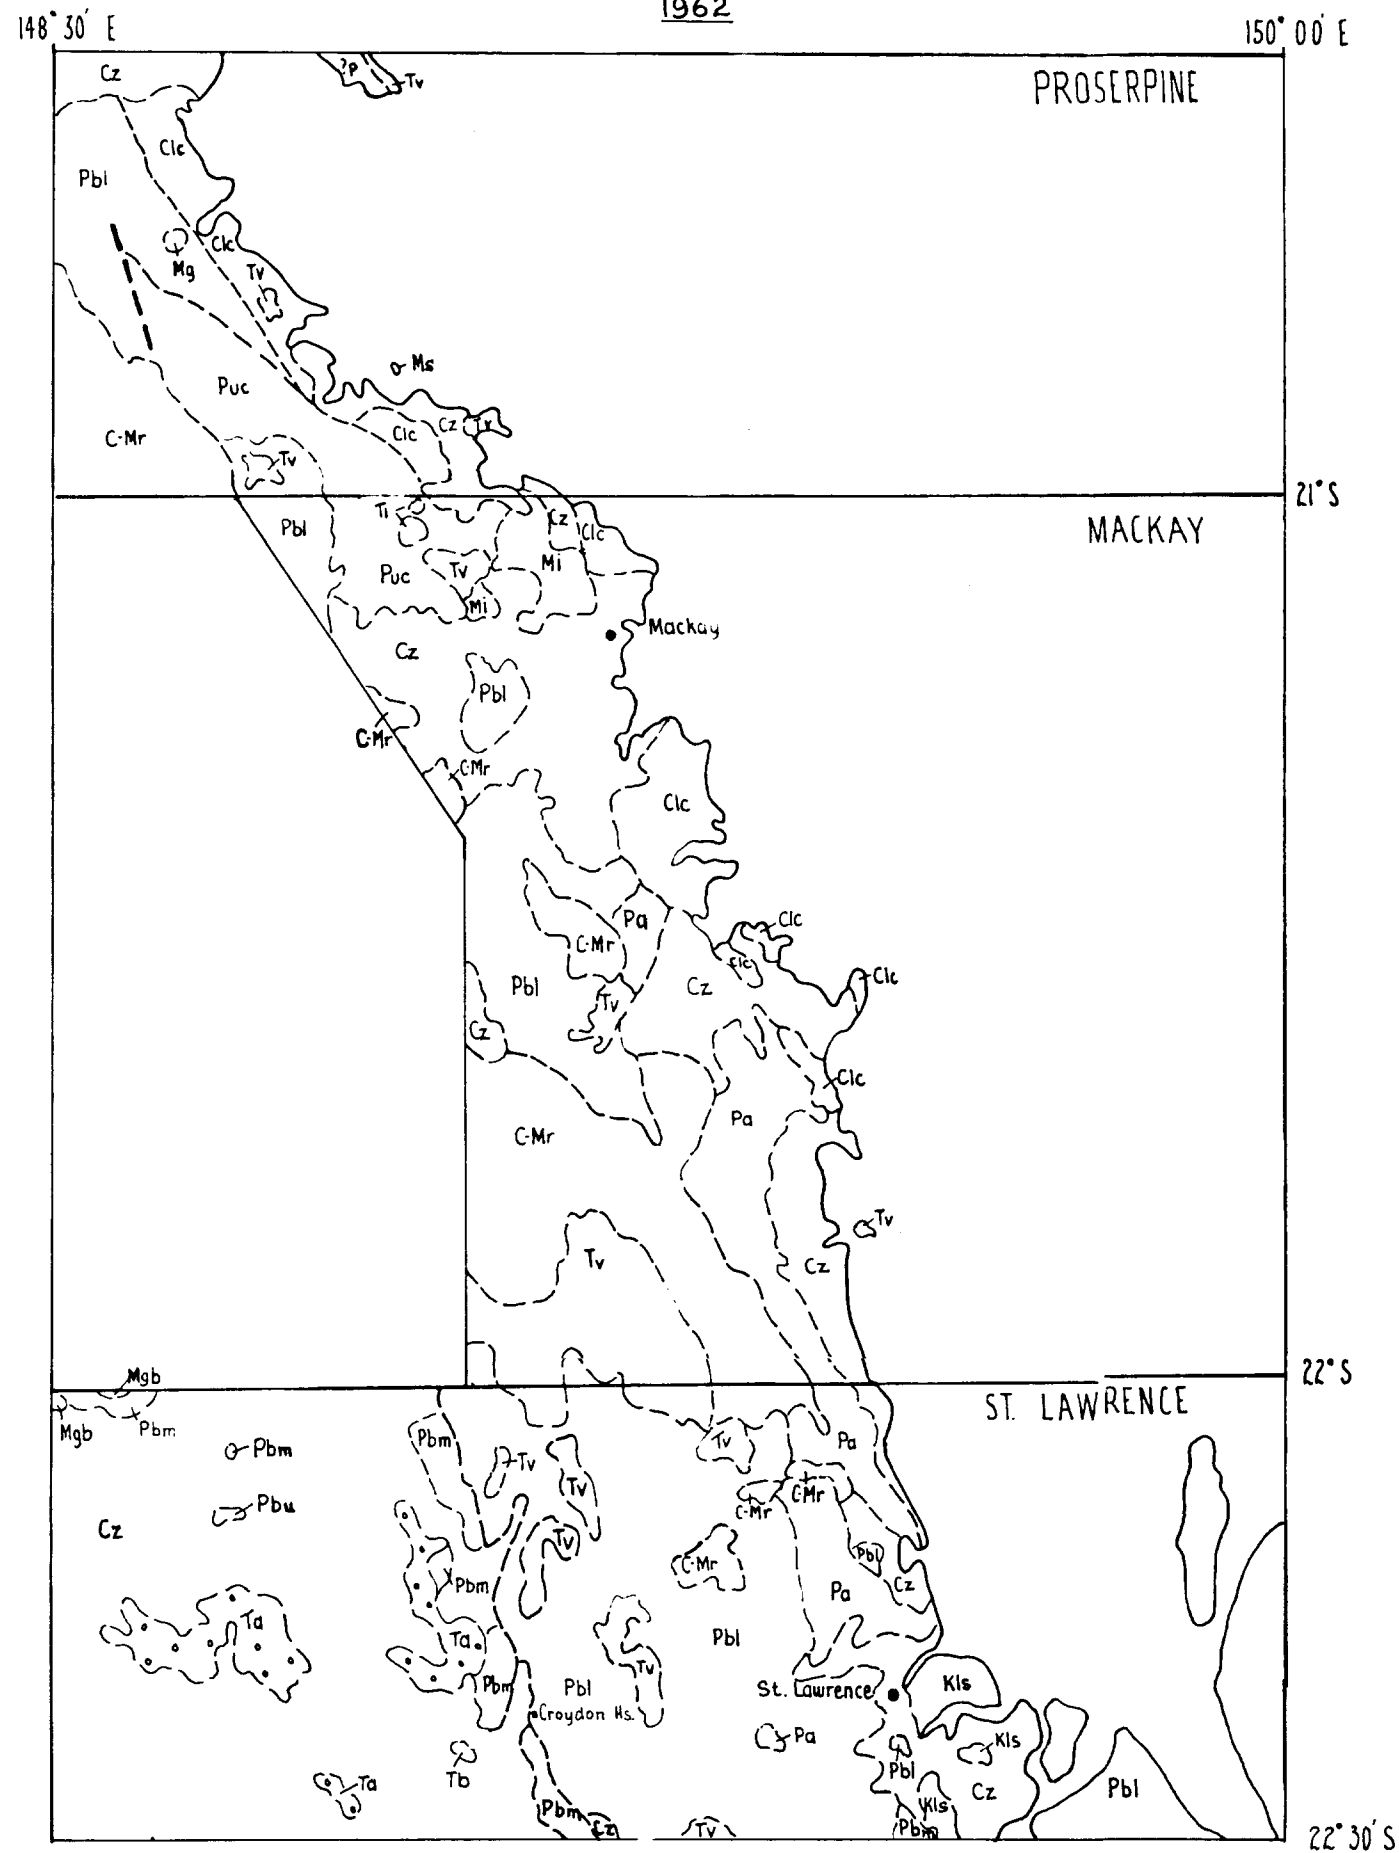 1962
148° 30' E
150° 00' E
Cz
?P
Tv
PROSERPINE
Clc
Pbl
Clc
Mg
Tv
Ms
Puc
Clc
Cz
Tv
C-Mr
Tv
21° S
Ti
Pbl
Cz
Clc
MACKAY
Mi
Puc
Tv
Mi
Mackay
Cz
Pbl
C-Mr
C-Mr
Clc
Pa
Clc
C-Mr
Clc
Clc
Pbl
Cz
Tv
Cz
Clc
Pa
C-Mr
Tv
Tv
Cz
22° S
Mgb
ST. LAWRENCE
Mgb
Pbm
Pbm
Tv
Pa
Pbm
Tv
Tv
C-Mr
C-Mr
Pbu
Cz
Tv
Pbl
C-Mr
Pbm
Cz
Pa
Ta
Ta
Pbl
Tv
Pbm
Pbl
St. Lawrence
Kls
Croydon Hs.
Pa
Kls
Tb
Ta
Pbl
Cz
Pbl
Pbm
Kls
Cz
Tv
Pbm
22° 30' S